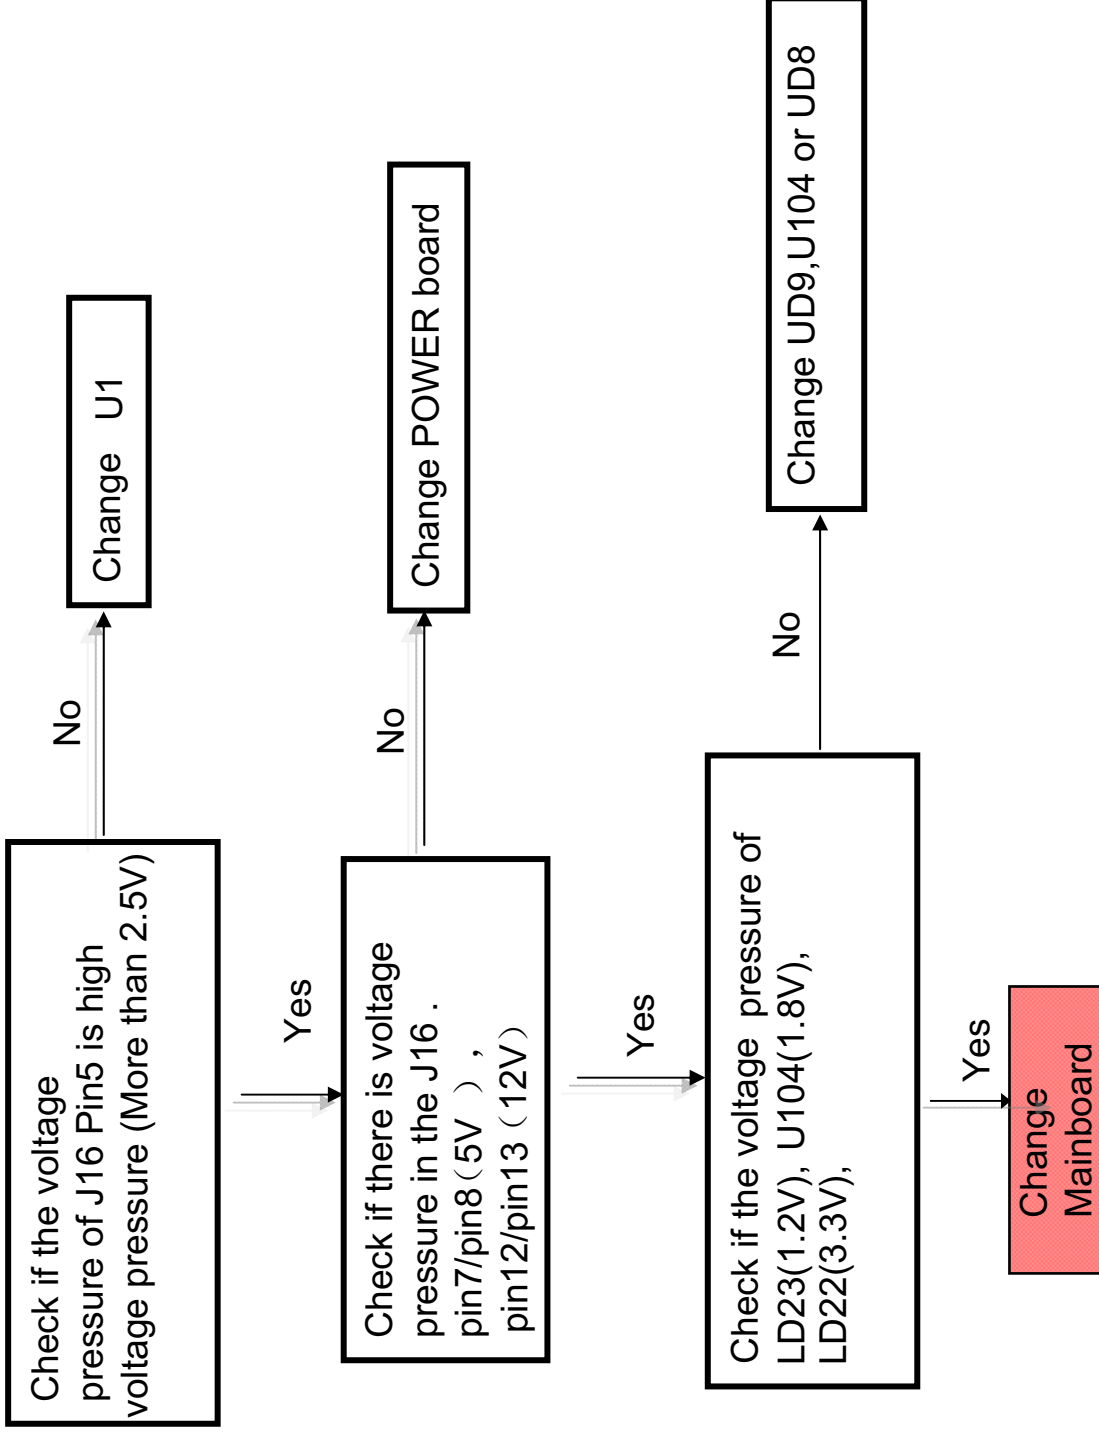 Check if the voltage
pressure of J16 Pin5 is high
voltage pressure (More than 2.5V)
No
Change U1
Yes
Check if there is voltage
pressure in the J16 .
pin7/pin8（5V ），
pin12/pin13（12V）
No
Change POWER board
Yes
Check if the voltage pressure of
LD23(1.2V), U104(1.8V),
LD22(3.3V),
No
Change UD9,U104 or UD8
Yes
Change
Mainboard